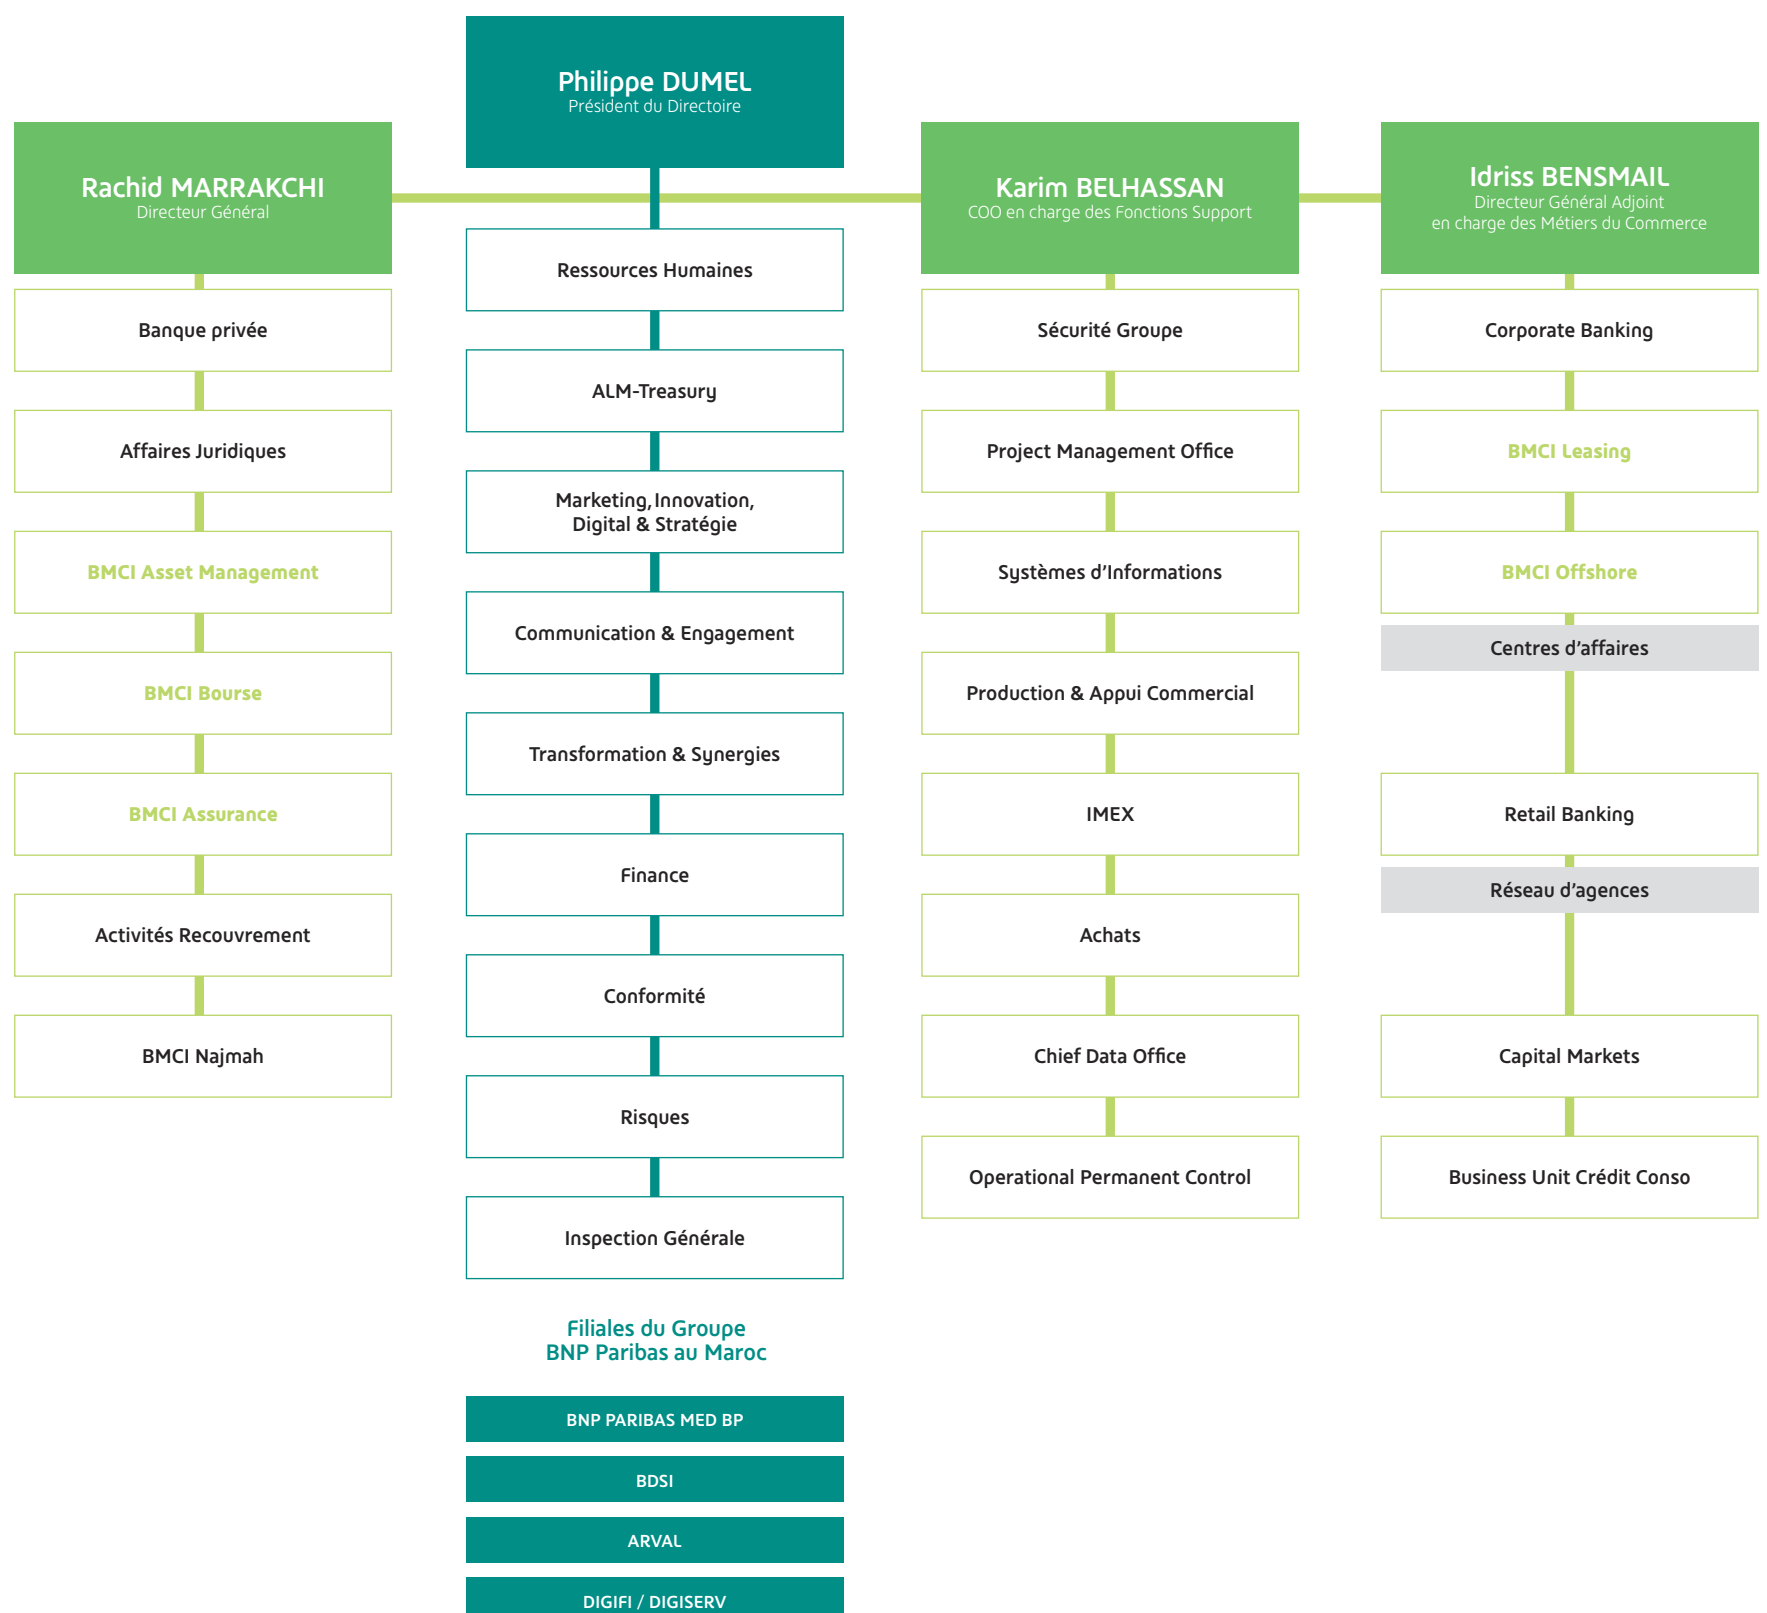 Philippe DUMEL
Président du Directoire
Rachid MARRAKCHI
Directeur Général
Banque privée
Affaires Juridiques
BMCI Asset Management
BMCI Bourse
BMCI Assurance
Activités Recouvrement
BMCI Najmah
Ressources Humaines
ALM-Treasury
Marketing, Innovation,
Digital & Stratégie
Communication & Engagement
Transformation & Synergies
Finance
Conformité
Risques
Inspection Générale
Filiales du Groupe
BNP Paribas au Maroc
BNP PARIBAS MED BP
BDSI
ARVAL
DIGIFI / DIGISERV
Karim BELHASSAN
COO en charge des Fonctions Support
Sécurité Groupe
Project Management Office
Systèmes d'Informations
Production & Appui Commercial
IMEX
Achats
Chief Data Office
Operational Permanent Control
Idriss BENSMAIL
Directeur Général Adjoint
en charge des Métiers du Commerce
Corporate Banking
BMCI Leasing
BMCI Offshore
Centres d'affaires
Retail Banking
Réseau d'agences
Capital Markets
Business Unit Crédit Conso